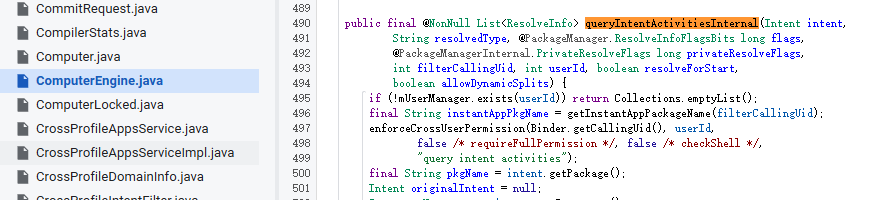 CommitRequest.java
CompilerStats.java
Computer.java
ComputerEngine.java
ComputerLocked.java
CrossProfileAppsService.java
CrossProfileAppsServiceImpl.java
CrossProfileDomainInfo.java
CrossProfileIntentFilter.java
489
490 public final @NonNull List<ResolveInfo> queryIntentActivitiesInternal(Intent intent,
491 String resolvedType, @PackageManager.ResolveInfoFlagsBits long flags,
492 @PackageManagerInternal.PrivateResolveFlags long privateResolveFlags,
493 int filterCallingUid, int userId, boolean resolveForStart,
494 boolean allowDynamicSplits) {
495 if (!mUserManager.exists(userId)) return Collections.emptyList();
496 final String instantAppPkgName = getInstantAppPackageName(filterCallingUid);
497 enforceCrossUserPermission(Binder.getCallingUid(), userId,
498 false /* requireFullPermission */, false /* checkShell */,
499 "query intent activities");
500 final String pkgName = intent.getPackage();
501 Intent originalIntent = null;